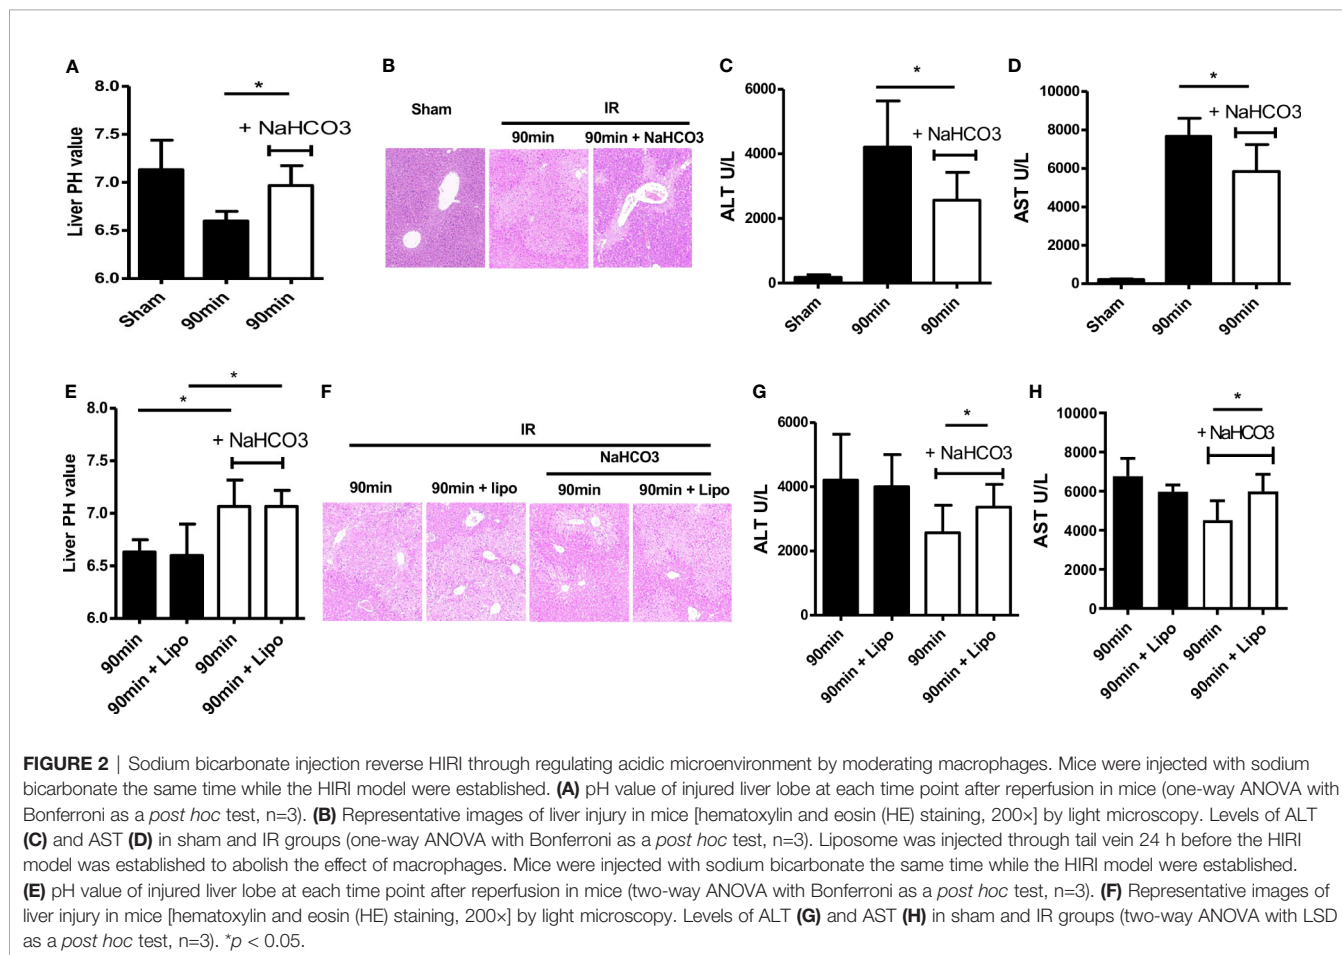 A
Liver PH value
8.0
7.5
7.0
6.5
6.0
*
+ NaHCO3
Sham
90min
90min
B
Sham
IR
90min
90min + NaHCO3
C
ALT U/L
6000
4000
2000
0
*
+ NaHCO3
Sham
90min
90min
D
AST U/L
10000
8000
6000
4000
2000
0
*
+ NaHCO3
Sham
90min
90min
E
Liver PH value
8.0
7.5
7.0
6.5
6.0
*
*
+ NaHCO3
90min
90min + Lipo
90min
90min + Lipo
F
IR
NaHCO3
90min
90min + lipo
90min
90min + Lipo
G
ALT U/L
6000
4000
2000
0
*
+ NaHCO3
90min
90min + Lipo
90min
90min + Lipo
H
AST U/L
10000
8000
6000
4000
2000
0
*
+ NaHCO3
90min
90min + Lipo
90min
90min + Lipo
FIGURE 2 | Sodium bicarbonate injection reverse HIRI through regulating acidic microenvironment by moderating macrophages. Mice were injected with sodium
bicarbonate the same time while the HIRI model were established. (A) pH value of injured liver lobe at each time point after reperfusion in mice (one-way ANOVA with
Bonferroni as a post hoc test, n=3). (B) Representative images of liver injury in mice [hematoxylin and eosin (HE) staining, 200×] by light microscopy. Levels of ALT
(C) and AST (D) in sham and IR groups (one-way ANOVA with Bonferroni as a post hoc test, n=3). Liposome was injected through tail vein 24 h before the HIRI
model was established to abolish the effect of macrophages. Mice were injected with sodium bicarbonate the same time while the HIRI model were established.
(E) pH value of injured liver lobe at each time point after reperfusion in mice (two-way ANOVA with Bonferroni as a post hoc test, n=3). (F) Representative images of
liver injury in mice [hematoxylin and eosin (HE) staining, 200×] by light microscopy. Levels of ALT (G) and AST (H) in sham and IR groups (two-way ANOVA with LSD
as a post hoc test, n=3). *p < 0.05.